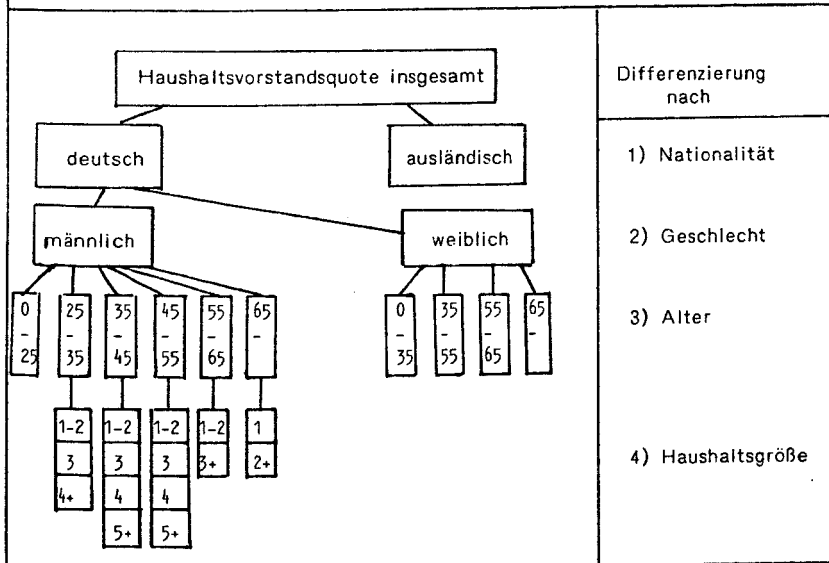 Haushaltsvorstandsquote insgesamt
Differenzierung
nach
deutsch
ausländisch
1) Nationalität
männlich
weiblich
2) Geschlecht
0 25 35 45 55 65 0 35 55 65
- - - - - - - - - -
25 35 45 55 65 35 55 65
3) Alter
1-2 1-2 1-2 1-2 1
3 3 3 3+ 2+
4+ 4 4
5+ 5+
4) Haushaltsgröße